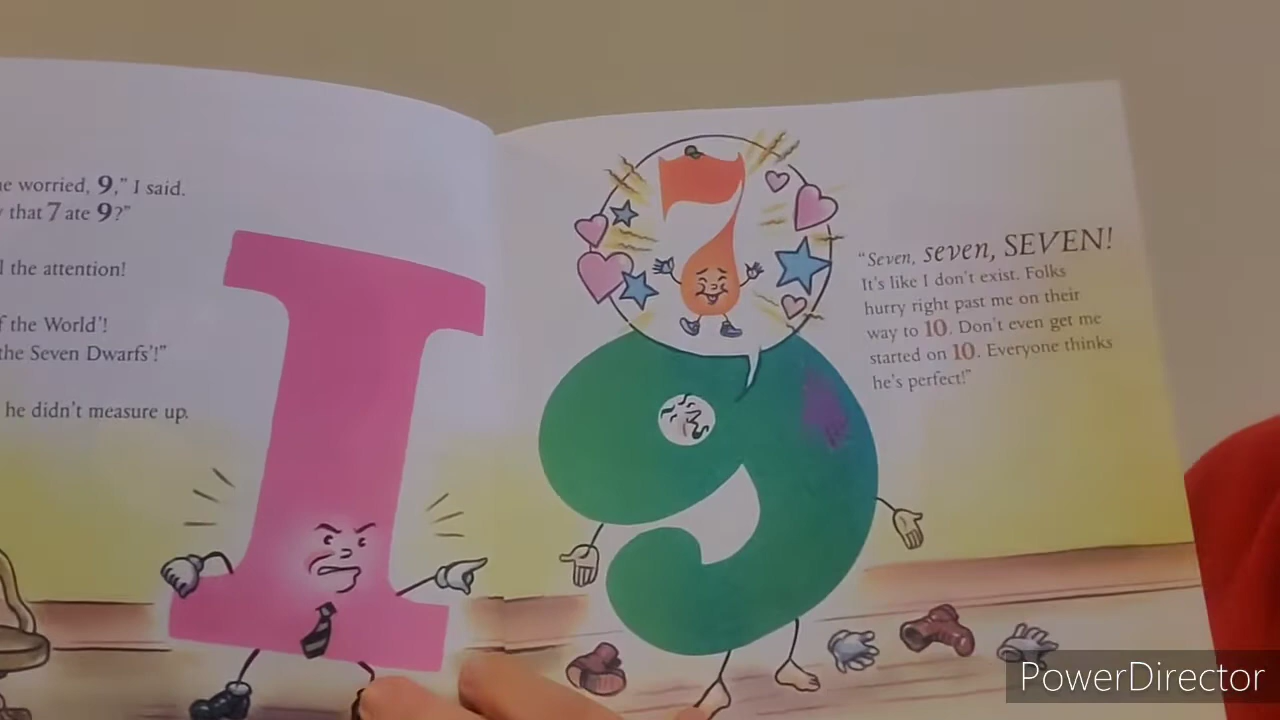 e worried, 9," I said.
that 7 ate 9?"
the attention!
f the World'!
the Seven Dwarfs'!"
he didn't measure up.
I
7
9
"Seven, seven, SEVEN!
It's like I don't exist. Folks
hurry right past me on their
way to 10. Don't even get me
started on 10. Everyone thinks
he's perfect!"
PowerDirector